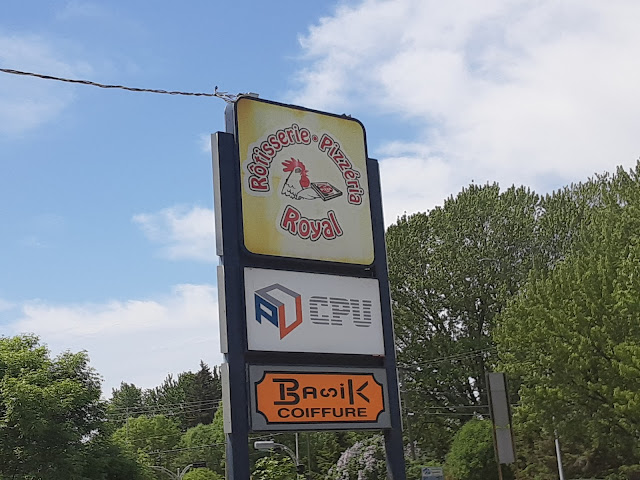 Rôtisserie • Pizzéria
Royal
CPU
BASIK
COIFFURE